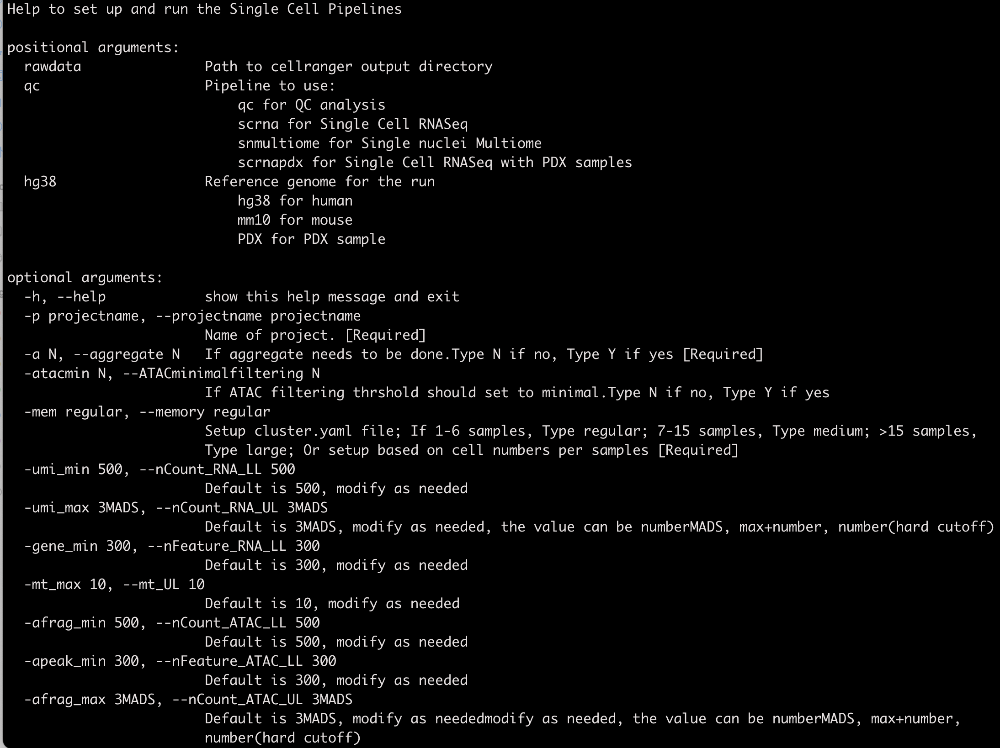 Help to set up and run the Single Cell Pipelines
positional arguments:
rawdata Path to cellranger output directory
qc Pipeline to use:
qc for QC analysis
scrna for Single Cell RNASeq
snmultiome for Single nuclei Multiome
scrnapdx for Single Cell RNASeq with PDX samples
hg38 Reference genome for the run
hg38 for human
mm10 for mouse
PDX for PDX sample
optional arguments:
-h, --help show this help message and exit
-p projectname, --projectname projectname
Name of project. [Required]
-a N, --aggregate N If aggregate needs to be done.Type N if no, Type Y if yes [Required]
-atacmin N, --ATACminimalfiltering N
If ATAC filtering thrshold should set to minimal.Type N if no, Type Y if yes
-mem regular, --memory regular
Setup cluster.yaml file; If 1-6 samples, Type regular; 7-15 samples, Type medium; >15 samples,
Type large; Or setup based on cell numbers per samples [Required]
-umi_min 500, --nCount_RNA_LL 500
Default is 500, modify as needed
-umi_max 3MADS, --nCount_RNA_UL 3MADS
Default is 3MADS, modify as needed, the value can be numberMADS, max+number, number(hard cutoff)
-gene_min 300, --nFeature_RNA_LL 300
Default is 300, modify as needed
-mt_max 10, --mt_UL 10
Default is 10, modify as needed
-afrag_min 500, --nCount_ATAC_LL 500
Default is 500, modify as needed
-apeak_min 300, --nFeature_ATAC_LL 300
Default is 300, modify as needed
-afrag_max 3MADS, --nCount_ATAC_UL 3MADS
Default is 3MADS, modify as neededmodify as needed, the value can be numberMADS, max+number,
number(hard cutoff)